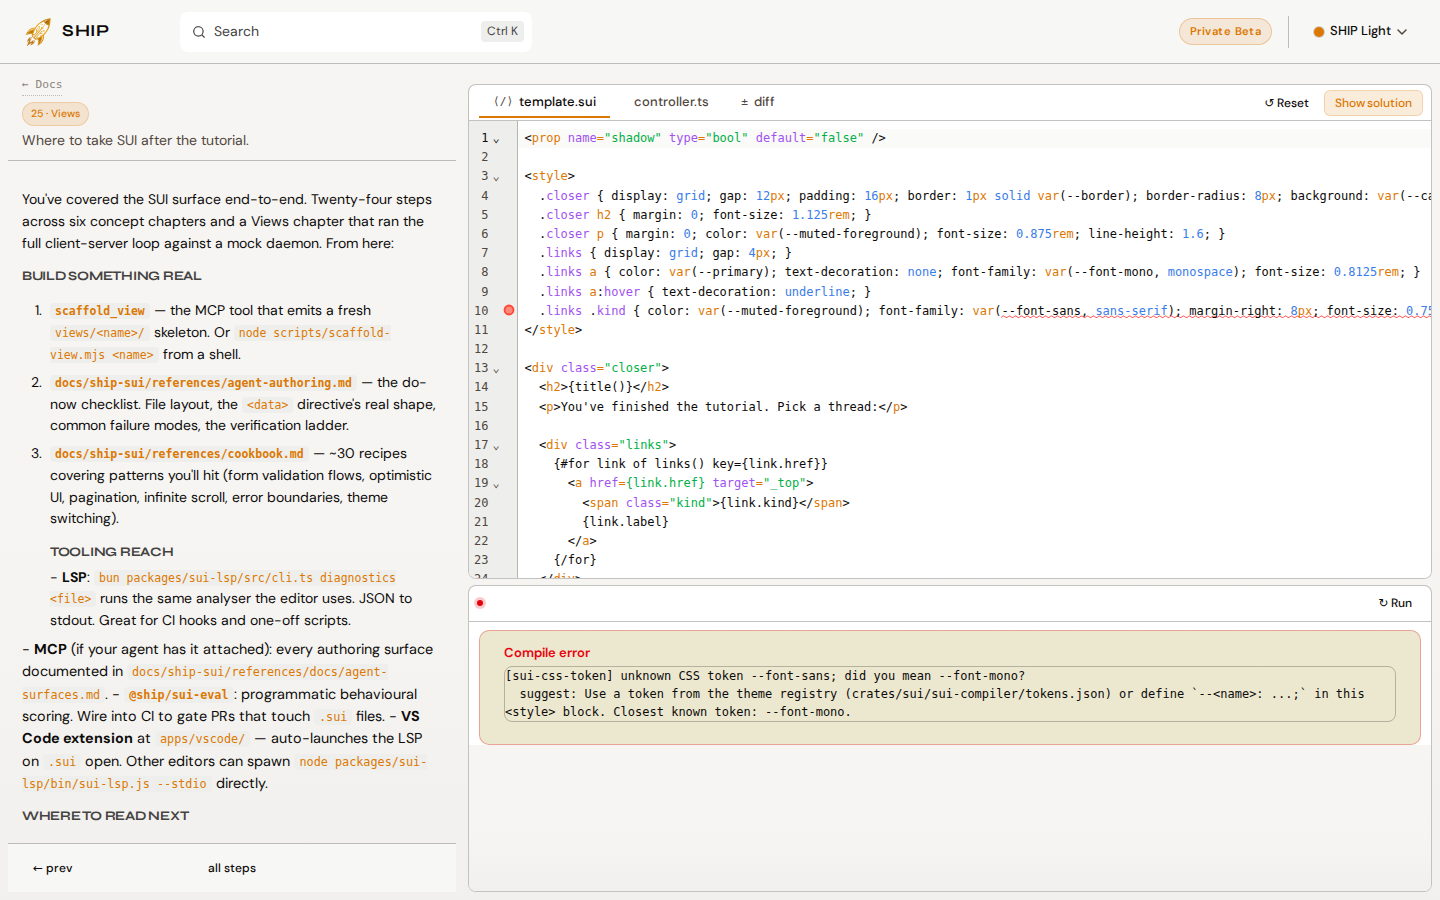 SHIP
Search
Ctrl K
Private Beta
SHIP Light
← Docs
25 · Views
Where to take SUI after the tutorial.
You've covered the SUI surface end-to-end. Twenty-four steps
across six concept chapters and a Views chapter that ran the
full client-server loop against a mock daemon. From here:
BUILD SOMETHING REAL
1. scaffold_view — the MCP tool that emits a fresh
views/<name>/ skeleton. Or node scripts/scaffold-
view.mjs <name> from a shell.
2. docs/ship-sui/references/agent-authoring.md — the do-
now checklist. File layout, the <data> directive's real shape,
common failure modes, the verification ladder.
3. docs/ship-sui/references/cookbook.md — ~30 recipes
covering patterns you'll hit (form validation flows, optimistic
UI, pagination, infinite scroll, error boundaries, theme
switching).
TOOLING REACH
– LSP: bun packages/sui-lsp/src/cli.ts diagnostics
<file> runs the same analyser the editor uses. JSON to
stdout. Great for CI hooks and one-off scripts.
– MCP (if your agent has it attached): every authoring surface
documented in docs/ship-sui/references/docs/agent-
surfaces.md . – @ship/sui-eval : programmatic behavioural
scoring. Wire into CI to gate PRs that touch .sui files. – VS
Code extension at apps/vscode/ — auto-launches the LSP
on .sui open. Other editors can spawn node packages/sui-
lsp/bin/sui-lsp.js --stdio directly.
WHERE TO READ NEXT
← prev
all steps
⟨/⟩ template.sui
controller.ts
± diff
↺ Reset
Show solution
1 <prop name="shadow" type="bool" default="false" />
2
3 <style>
4 .closer { display: grid; gap: 12px; padding: 16px; border: 1px solid var(--border); border-radius: 8px; background: var(--ca
5 .closer h2 { margin: 0; font-size: 1.125rem; }
6 .closer p { margin: 0; color: var(--muted-foreground); font-size: 0.875rem; line-height: 1.6; }
7 .links { display: grid; gap: 4px; }
8 .links a { color: var(--primary); text-decoration: none; font-family: var(--font-mono, monospace); font-size: 0.8125rem; }
9 .links a:hover { text-decoration: underline; }
10 .links .kind { color: var(--muted-foreground); font-family: var(--font-sans, sans-serif); margin-right: 8px; font-size: 0.75
11 </style>
12
13 <div class="closer">
14 <h2>{title()}</h2>
15 <p>You've finished the tutorial. Pick a thread:</p>
16
17 <div class="links">
18 {#for link of links() key={link.href}}
19 <a href={link.href} target="_top">
20 <span class="kind">{link.kind}</span>
21 {link.label}
22 </a>
23 {/for}
24 </div>
↻ Run
Compile error
[sui-css-token] unknown CSS token --font-sans; did you mean --font-mono?
suggest: Use a token from the theme registry (crates/sui/sui-compiler/tokens.json) or define `--<name>: ...;` in this
<style> block. Closest known token: --font-mono.